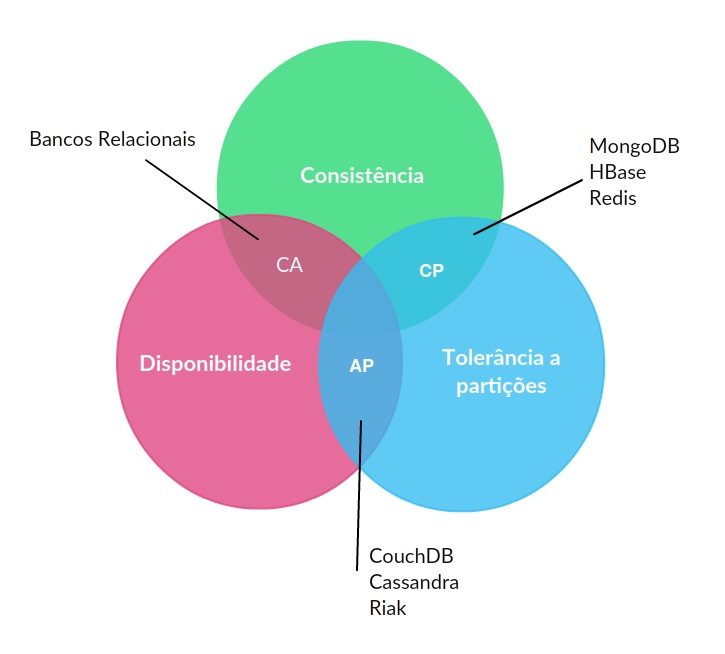 Bancos Relacionais
MongoDB
HBase
Redis
Consistência
CA
CP
Disponibilidade
AP
Tolerância a
partições
CouchDB
Cassandra
Riak